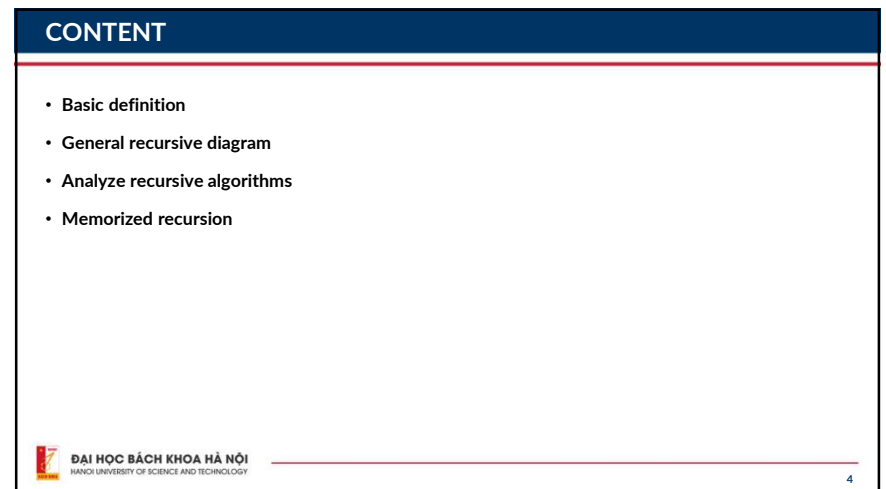 CONTENT
• Basic definition
• General recursive diagram
• Analyze recursive algorithms
• Memorized recursion
ĐẠI HỌC BÁCH KHOA HÀ NỘI
HANOI UNIVERSITY OF SCIENCE AND TECHNOLOGY
4